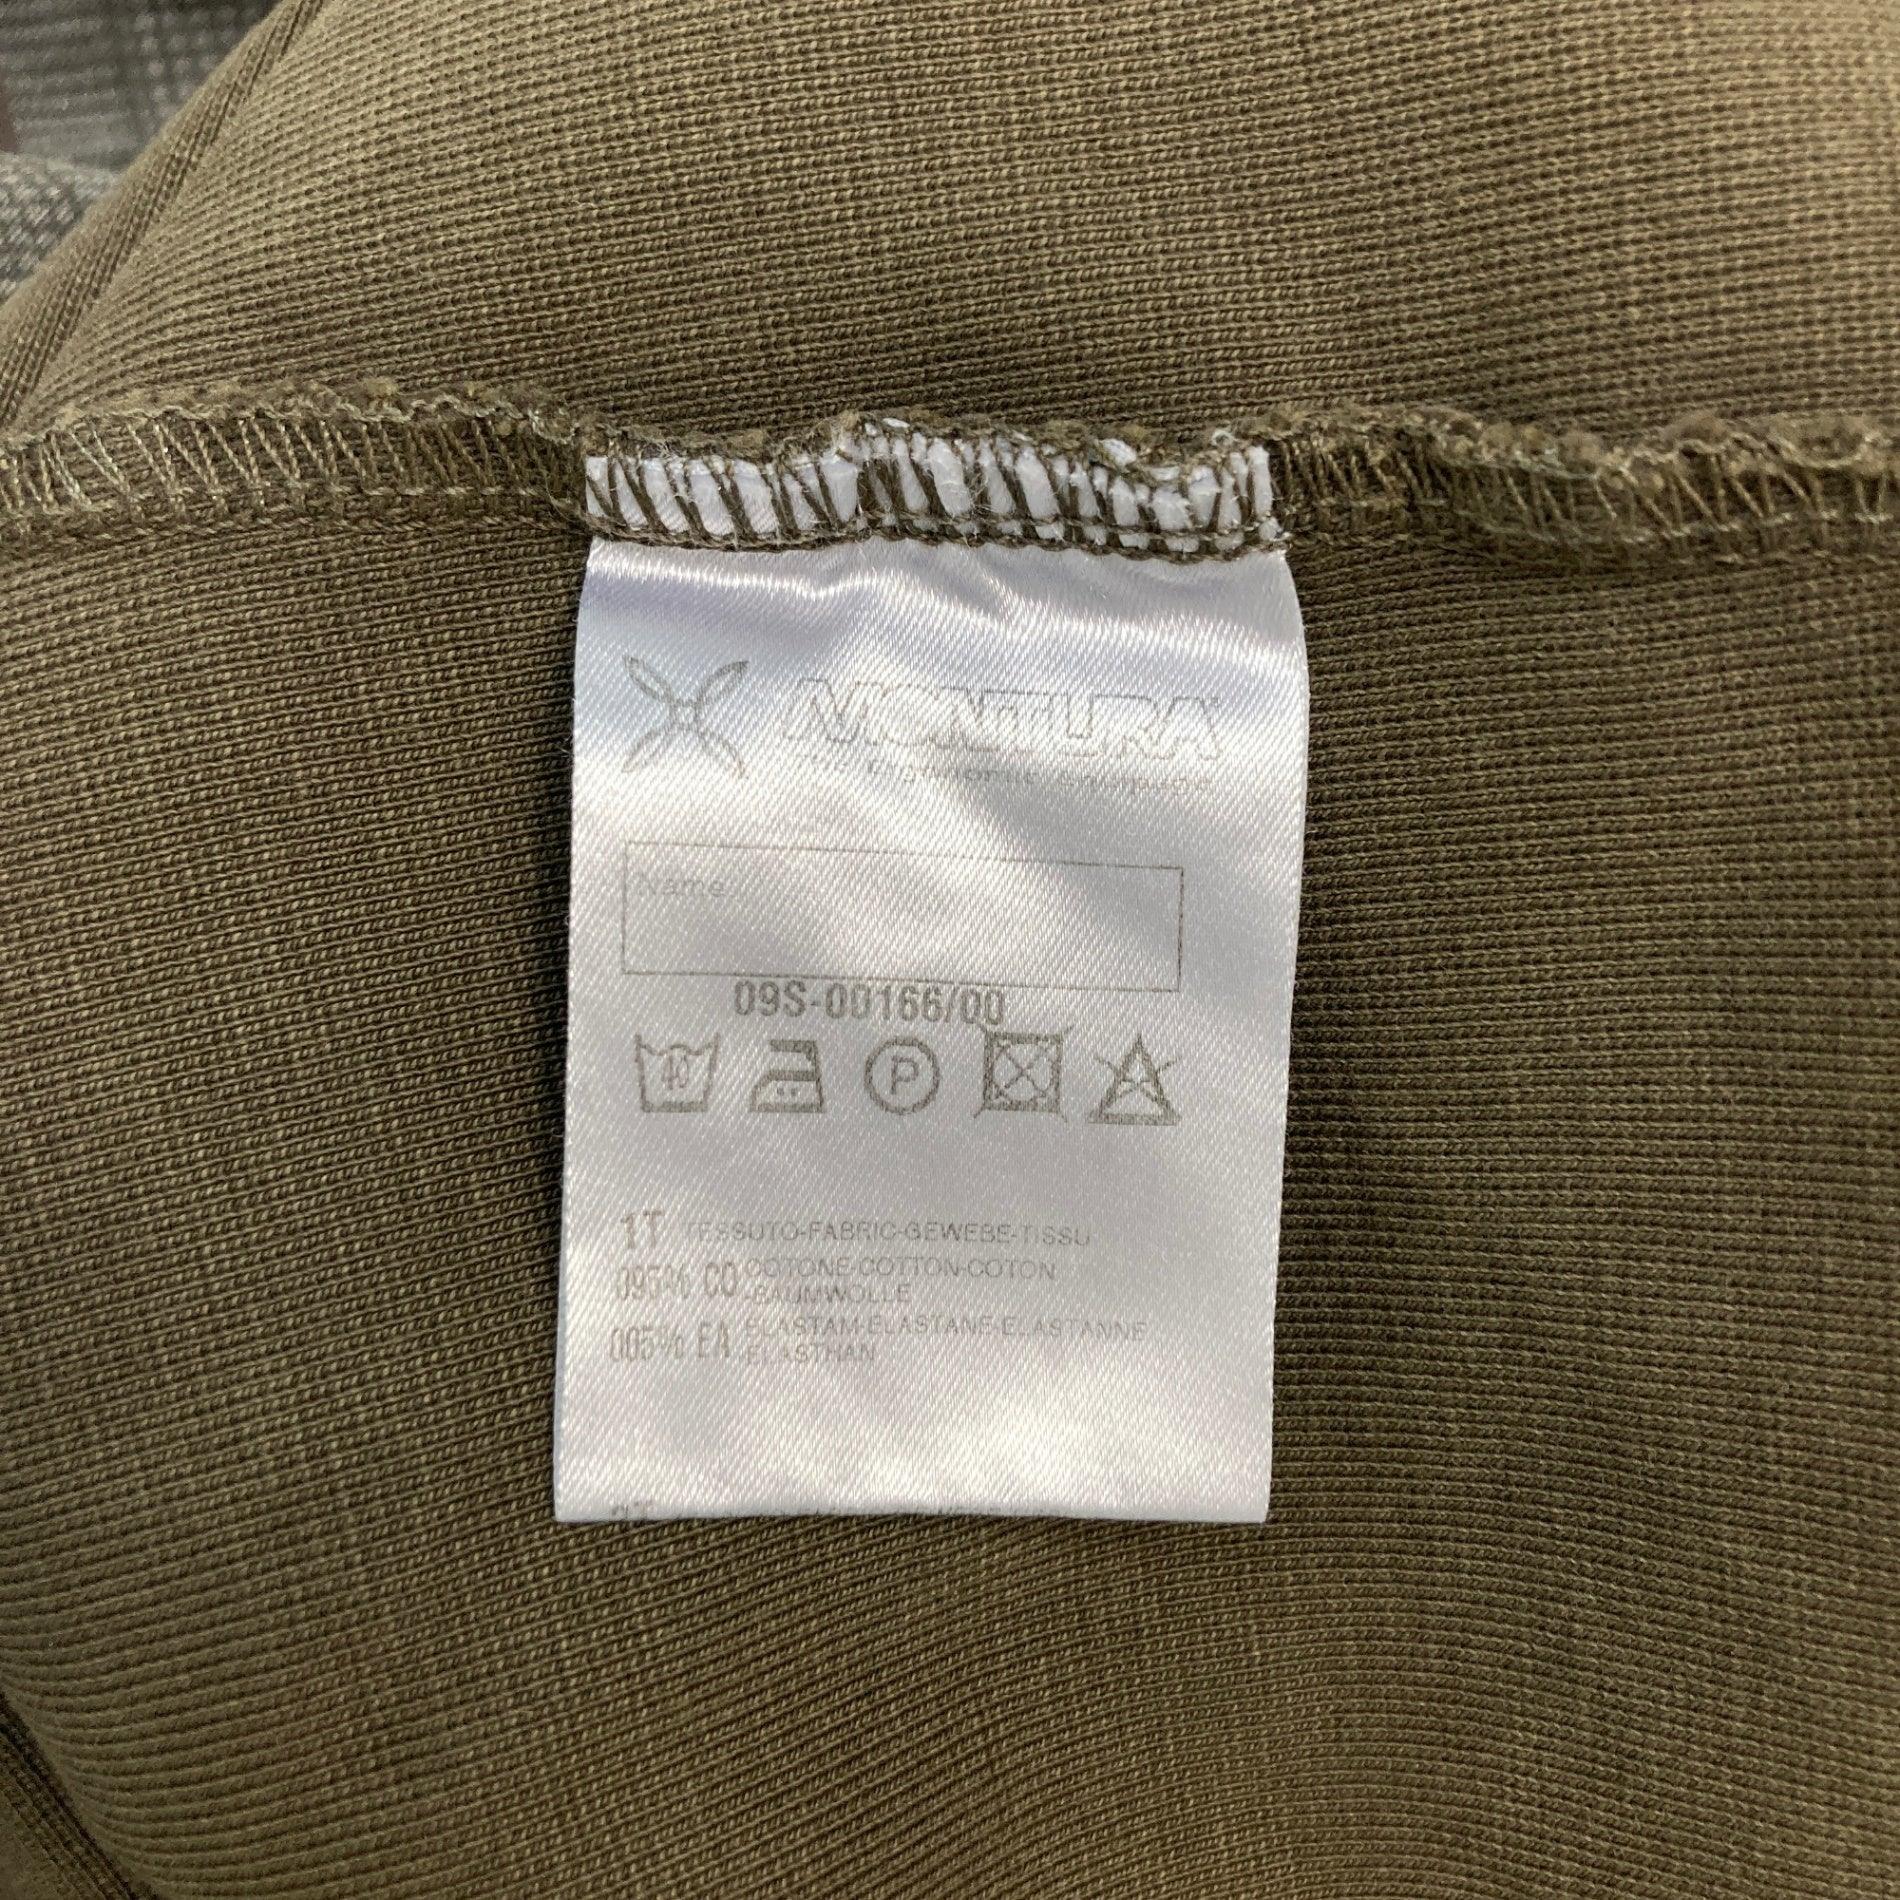 MONTURA
Name
09S-00166/00
40
P
1T TESSUTO-FABRIC-GEWEBE-TISSU
095% CO COTONE-COTTON-COTON
BAUMWOLLE
005% EA ELASTAM-ELASTANE-ELASTANNE
ELASTHAN